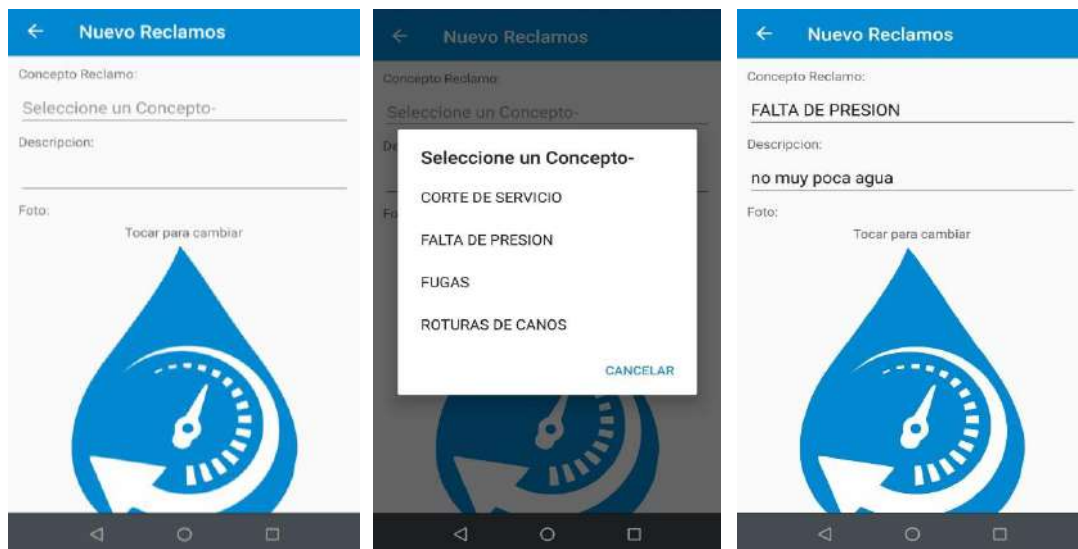 Nuevo Reclamos
Concepto Reclamo:
Seleccione un Concepto-
Descripcion:
Foto:
Tocar para cambiar
Nuevo Reclamos
Concepto Reclamo:
Seleccione un Concepto-
Seleccione un Concepto-
CORTE DE SERVICIO
FALTA DE PRESION
FUGAS
ROTURAS DE CANOS
CANCELAR
Nuevo Reclamos
Concepto Reclamo:
FALTA DE PRESION
Descripcion:
no muy poca agua
Foto:
Tocar para cambiar